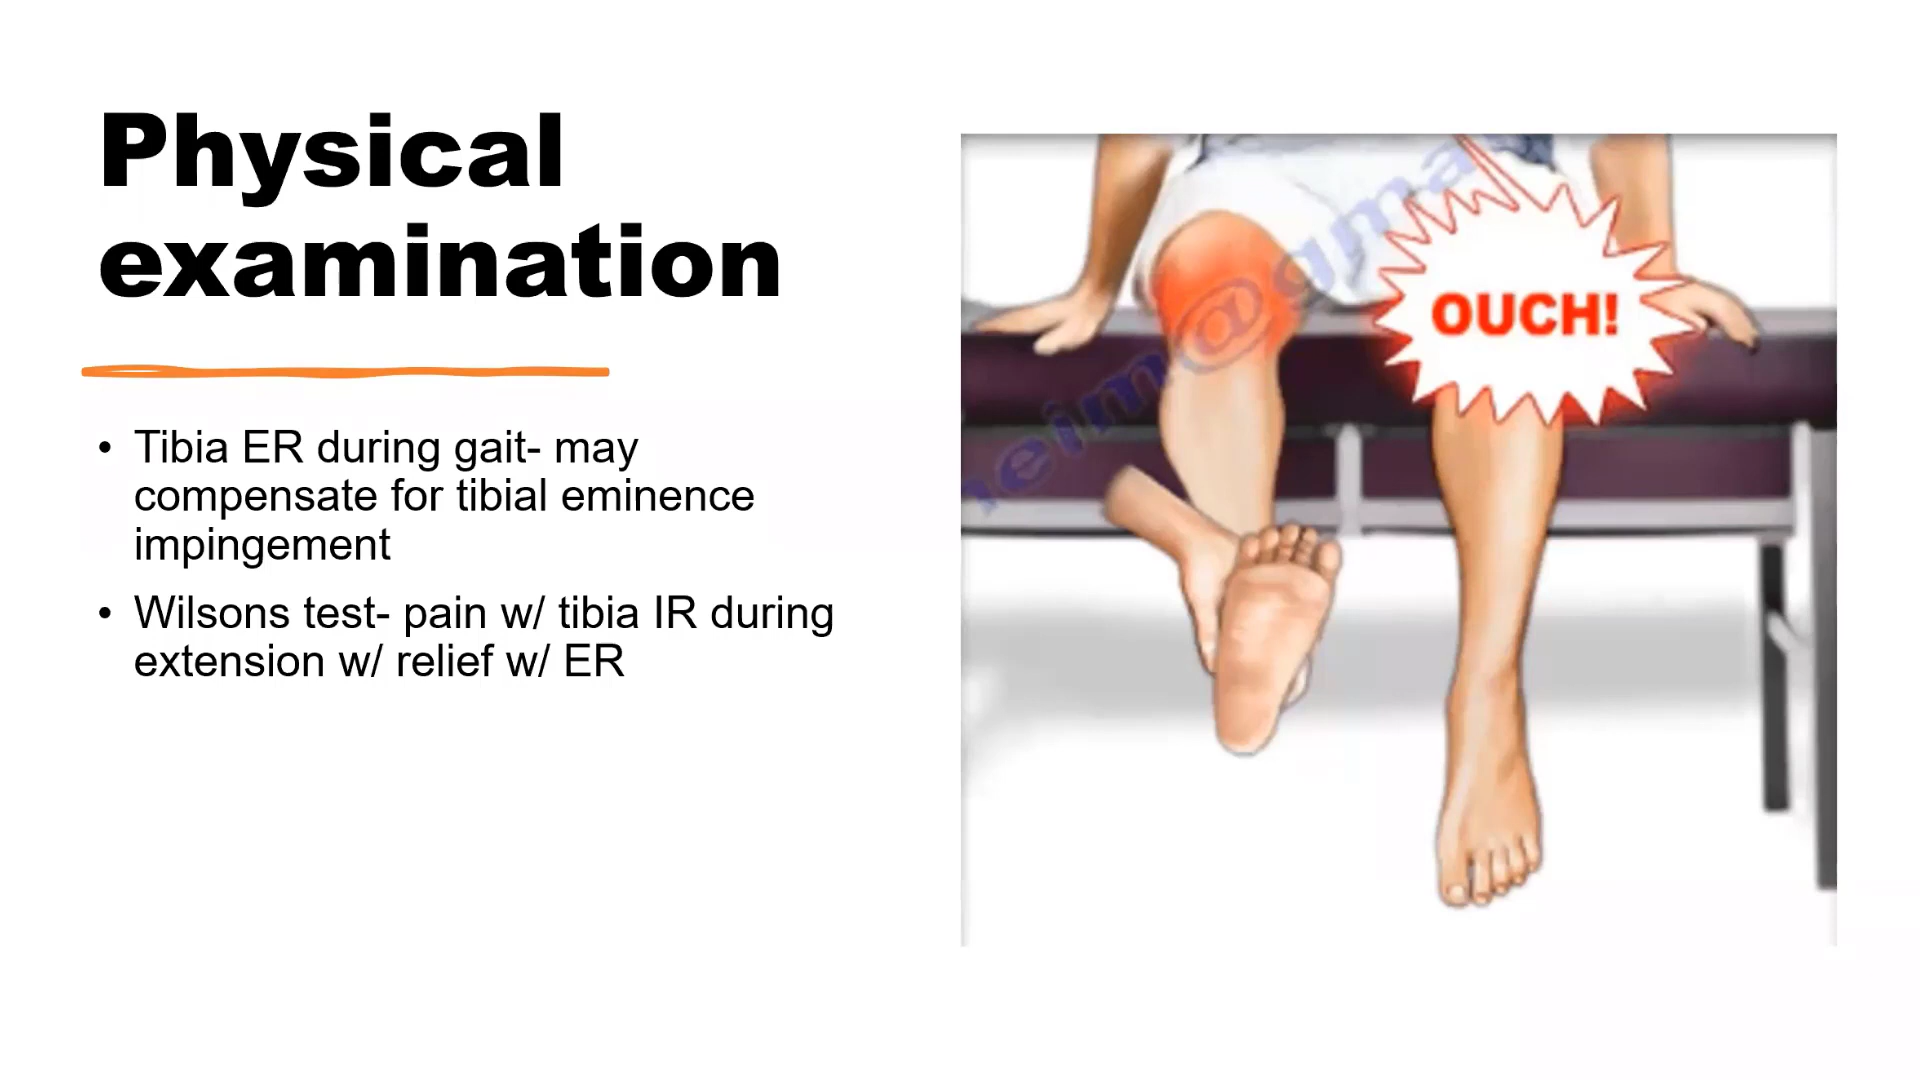 Physical
examination
• Tibia ER during gait- may
compensate for tibial eminence
impingement
• Wilsons test- pain w/ tibia IR during
extension w/ relief w/ ER
OUCH!